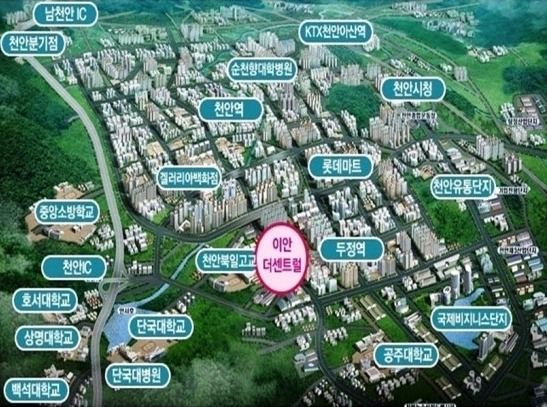 남천안 IC
천안분기점
KTX천안아산역
순천향대학병원
천안시청
천안역
롯데마트
갤러리아백화점
천안유통단지
중앙소방학교
이안
더센트럴
두정역
천안북일고교
천안IC
호서대학교
단국대학교
국제비지니스단지
상명대학교
공주대학교
단국대병원
백석대학교